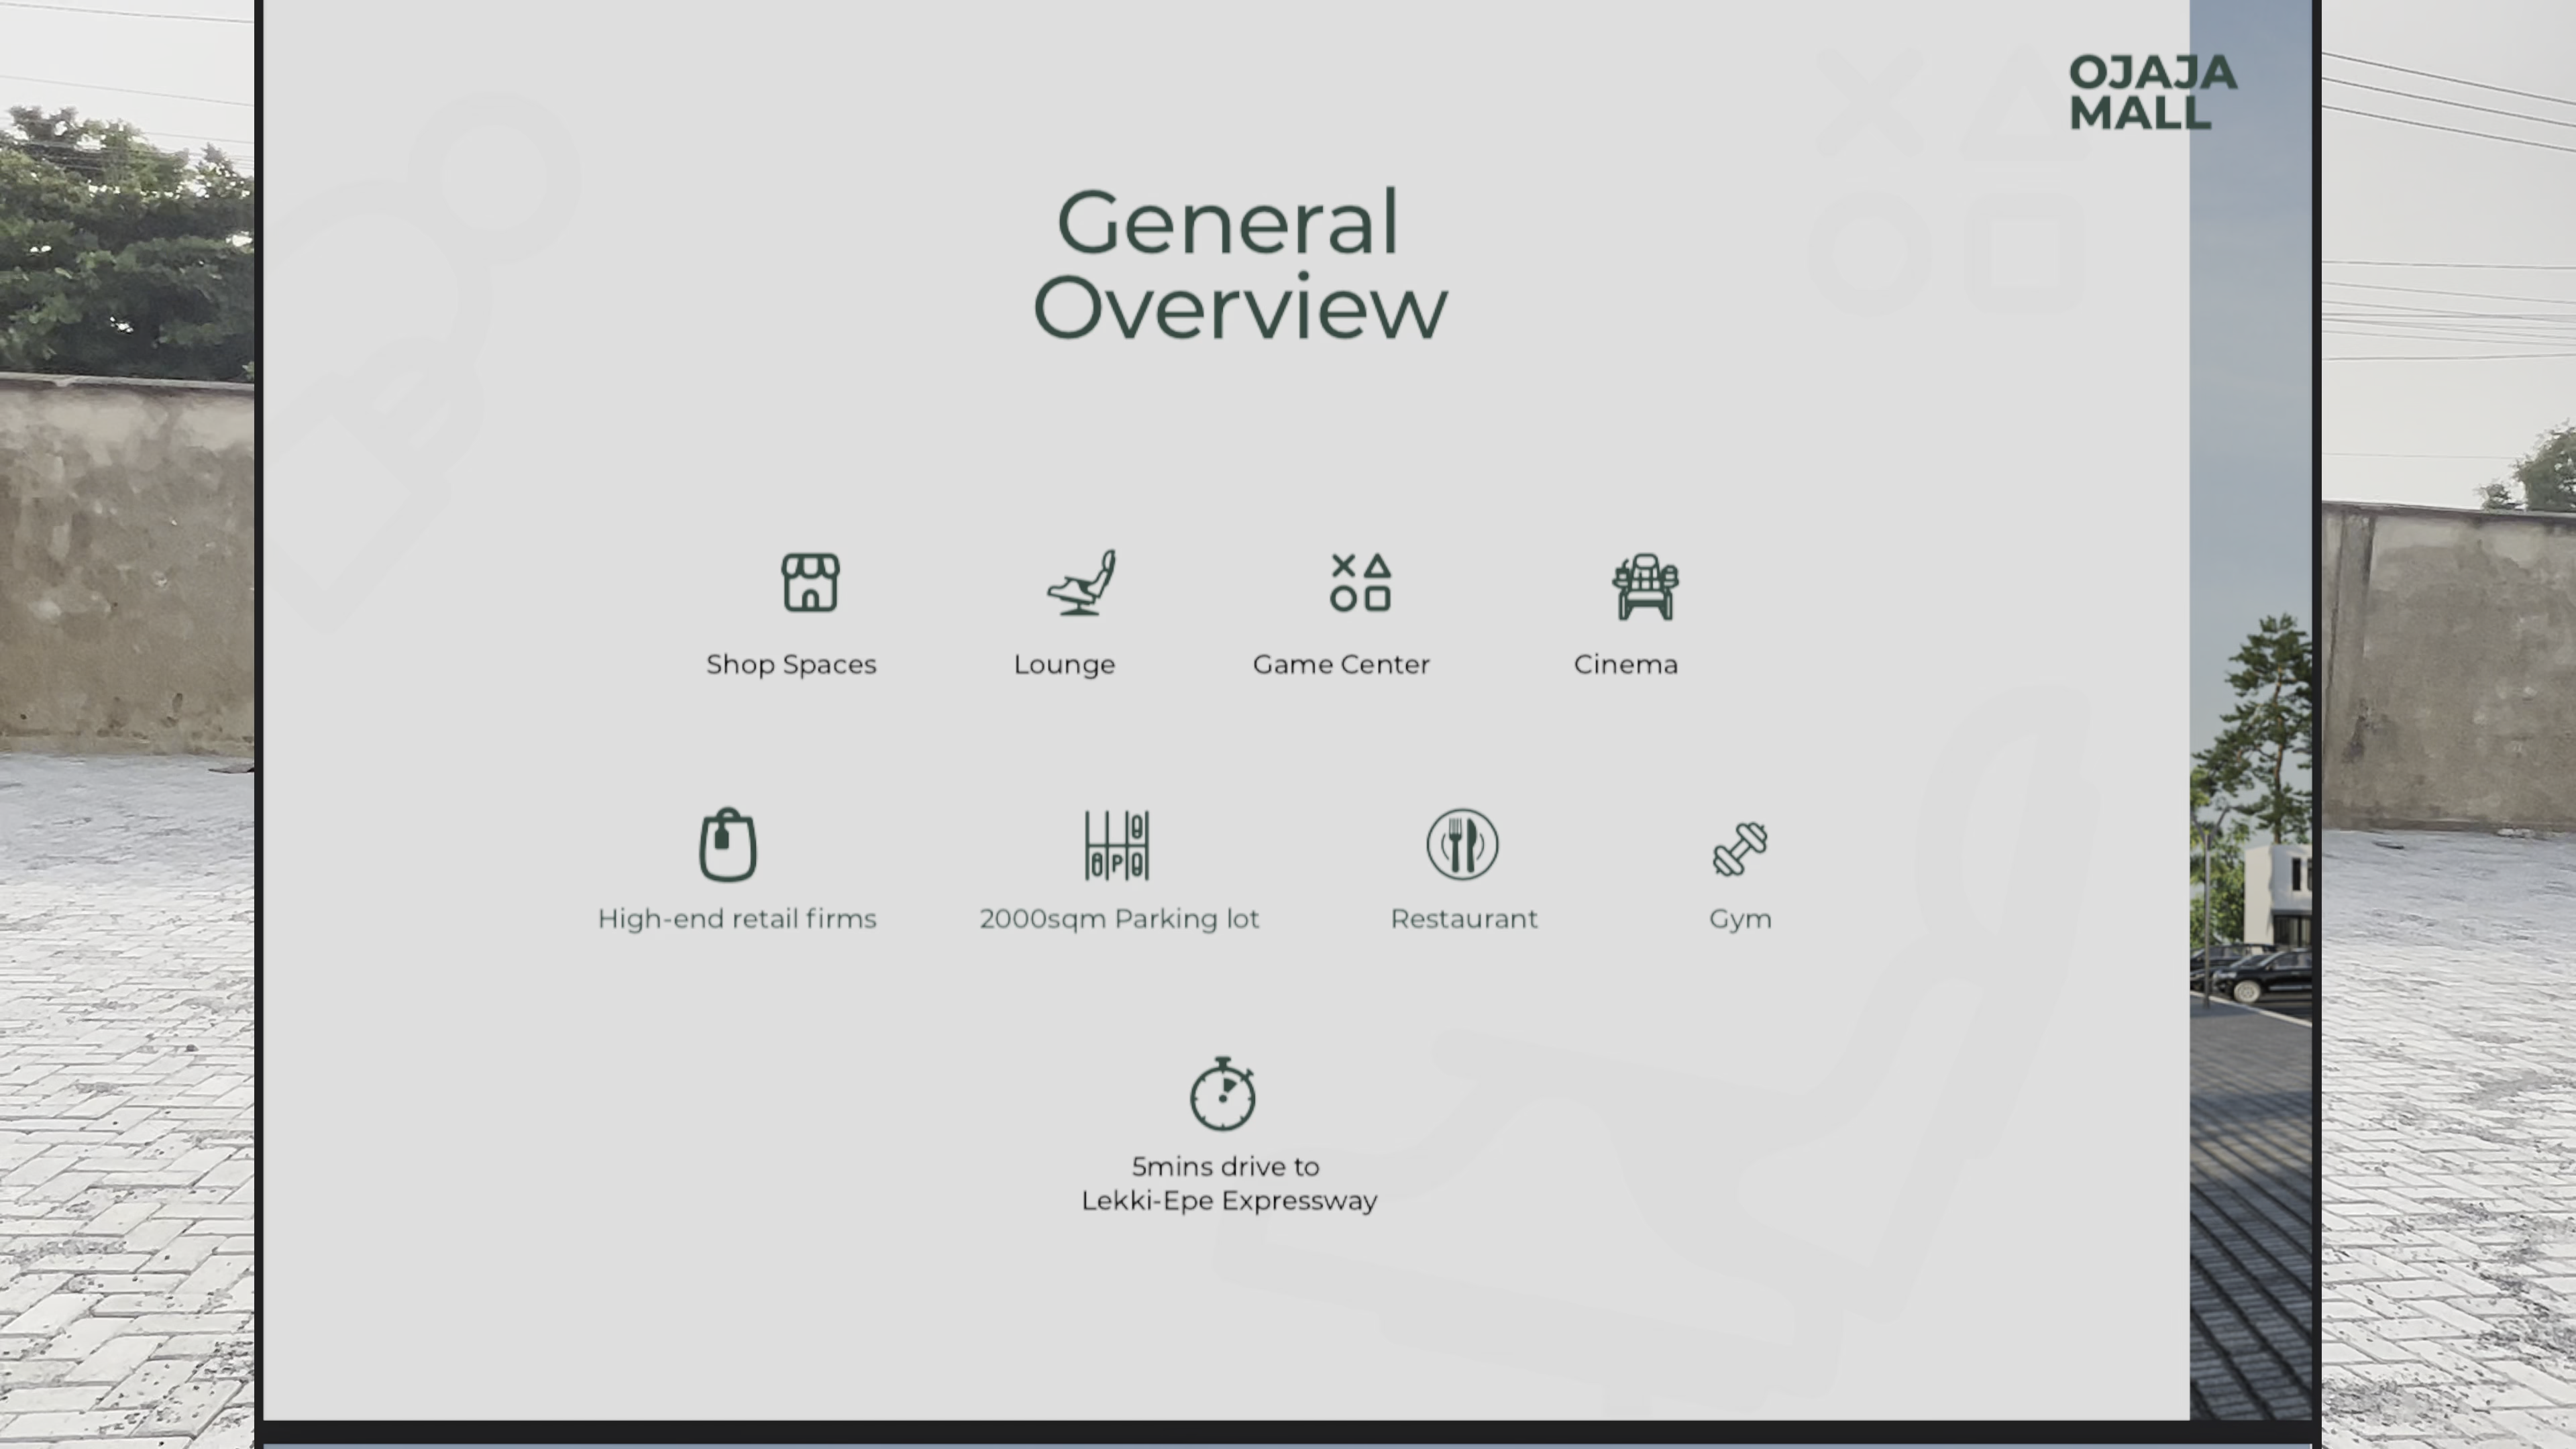 OJAJA
MALL
General
Overview
Shop Spaces
Lounge
Game Center
Cinema
High-end retail firms
2000sqm Parking lot
Restaurant
Gym
5mins drive to
Lekki-Epe Expressway